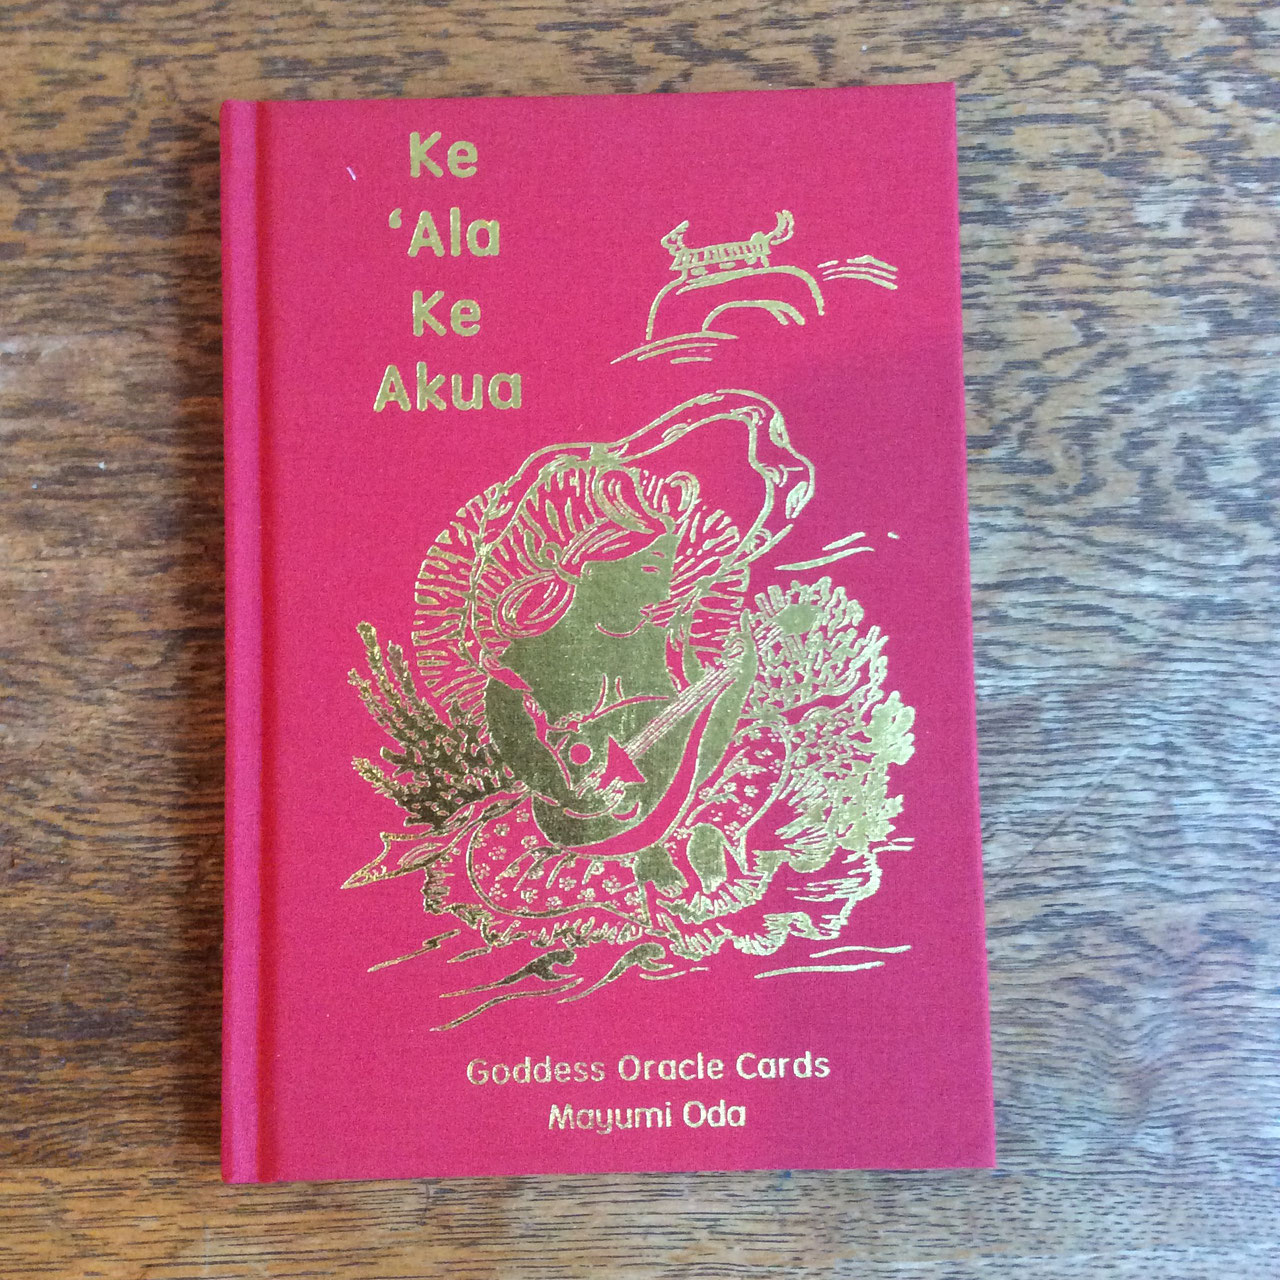 Ke
‘Ala
Ke
Akua
Goddess Oracle Cards
Mayumi Oda